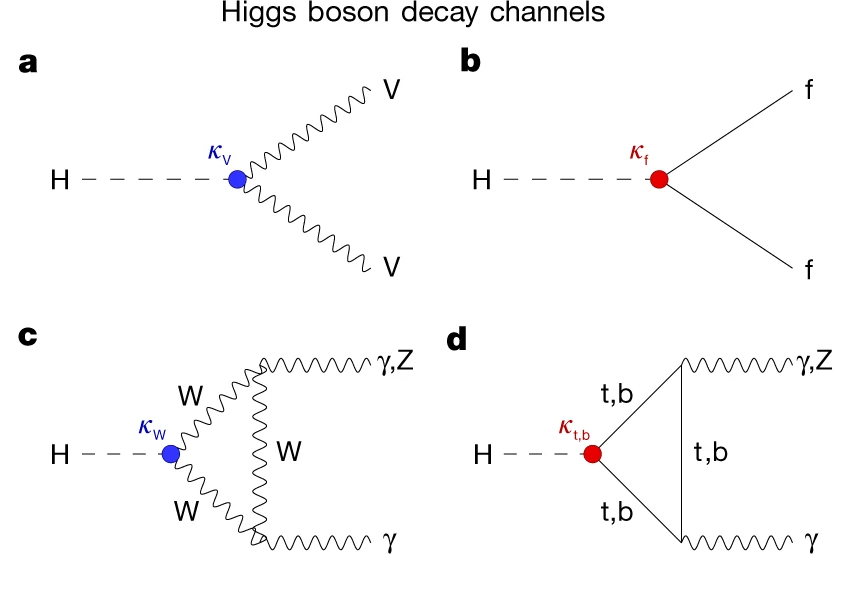 Higgs boson decay channels
a
b
V
f
κV
κf
H
H
V
f
c
d
γ,Z
γ,Z
W
t,b
κW
κt,b
H
W
H
t,b
W
t,b
γ
γ